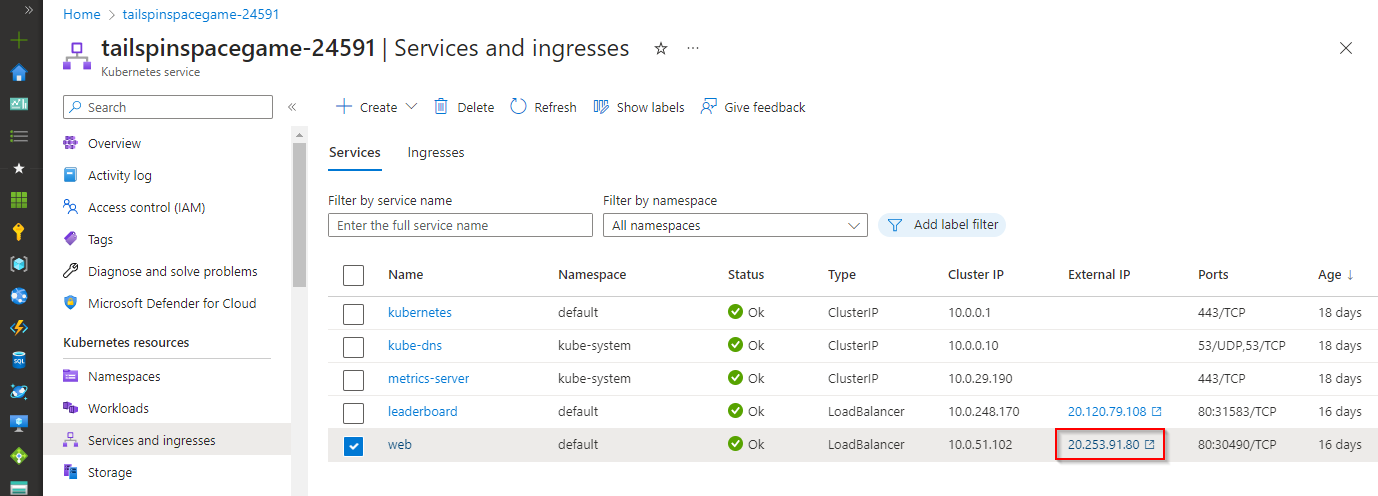 Home > tailspinspacegame-24591
tailspinspacegame-24591 | Services and ingresses
Kubernetes service
Search
Overview
Activity log
Access control (IAM)
Tags
Diagnose and solve problems
Microsoft Defender for Cloud
Kubernetes resources
Namespaces
Workloads
Services and ingresses
Storage
Create Delete Refresh Show labels Give feedback
Services Ingresses
Filter by service name Filter by namespace
Enter the full service name All namespaces Add label filter
Name Namespace Status Type Cluster IP External IP Ports Age ↓
kubernetes default Ok ClusterIP 10.0.0.1 443/TCP 18 days
kube-dns kube-system Ok ClusterIP 10.0.0.10 53/UDP,53/TCP 18 days
metrics-server kube-system Ok ClusterIP 10.0.29.190 443/TCP 18 days
leaderboard default Ok LoadBalancer 10.0.248.170 20.120.79.108 80:31583/TCP 16 days
web default Ok LoadBalancer 10.0.51.102 20.253.91.80 80:30490/TCP 16 days
SQL